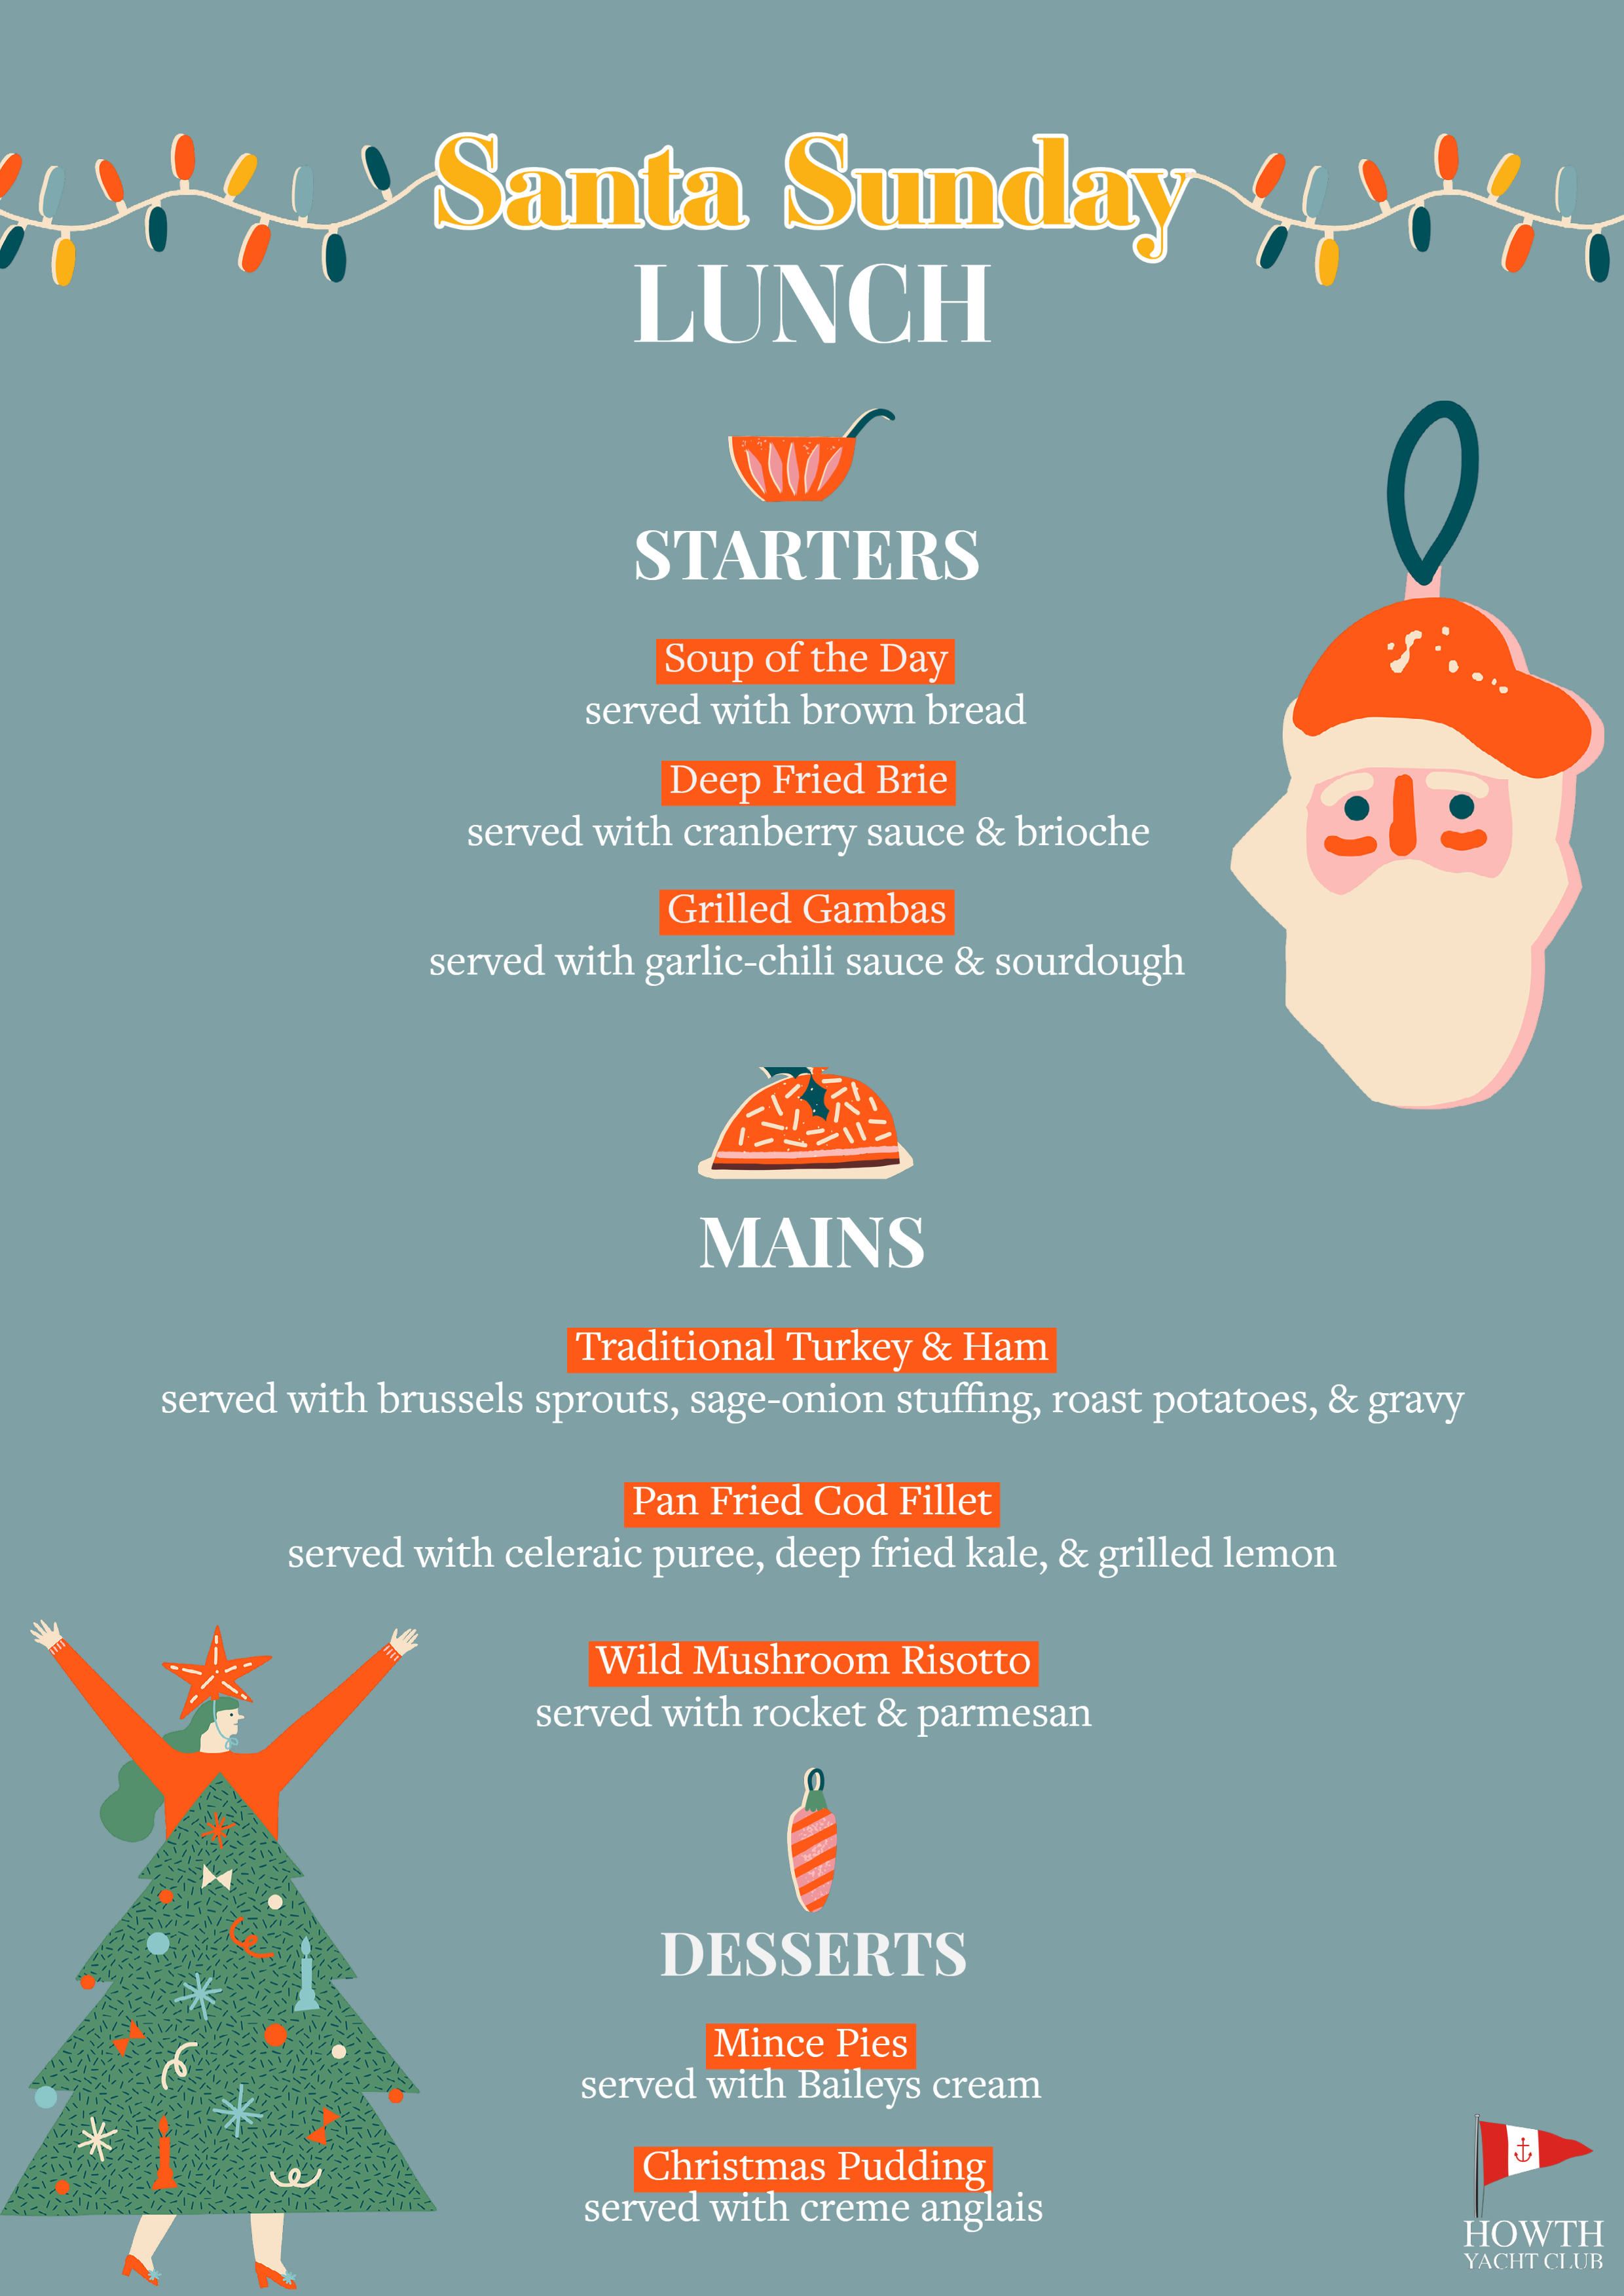 Santa Sunday
LUNCH
STARTERS
Soup of the Day
served with brown bread
Deep Fried Brie
served with cranberry sauce & brioche
Grilled Gambas
served with garlic-chili sauce & sourdough
MAINS
Traditional Turkey & Ham
served with brussels sprouts, sage-onion stuffing, roast potatoes, & gravy
Pan Fried Cod Fillet
served with celeraic puree, deep fried kale, & grilled lemon
Wild Mushroom Risotto
served with rocket & parmesan
DESSERTS
Mince Pies
served with Baileys cream
Christmas Pudding
served with creme anglais
HOWTH
YACHT CLUB